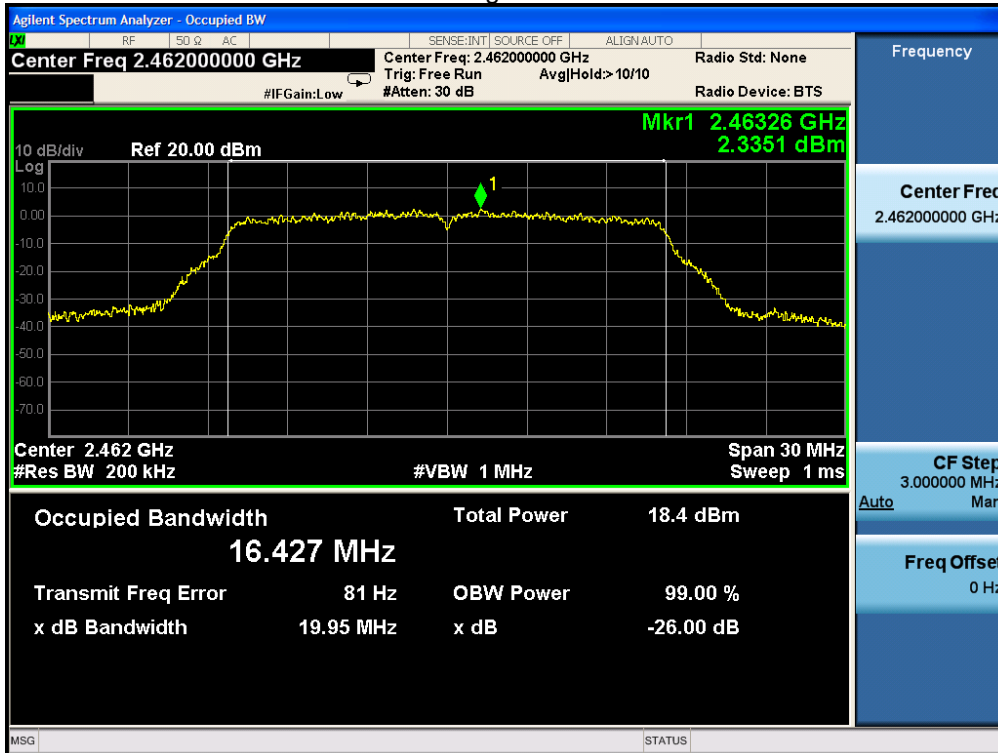 Agilent Spectrum Analyzer - Occupied BW
LXI RF 50 Ω AC SENSE:INT SOURCE OFF ALIGN AUTO
Center Freq 2.462000000 GHz
Center Freq: 2.462000000 GHz
Radio Std: None
Trig: Free Run Avg|Hold:>10/10
#IFGain:Low
#Atten: 30 dB
Radio Device: BTS
Mkr1 2.46326 GHz
2.3351 dBm
10 dB/div Ref 20.00 dBm
Log
10.0
1
0.00
-10.0
-20.0
-30.0
-40.0
-50.0
-60.0
-70.0
Center 2.462 GHz Span 30 MHz
#Res BW 200 kHz #VBW 1 MHz Sweep 1 ms
Occupied Bandwidth Total Power 18.4 dBm
16.427 MHz
Transmit Freq Error 81 Hz OBW Power 99.00 %
x dB Bandwidth 19.95 MHz x dB -26.00 dB
MSG STATUS
Frequency
Center Freq
2.462000000 GHz
CF Step
3.000000 MHz
Auto Man
Freq Offset
0 Hz